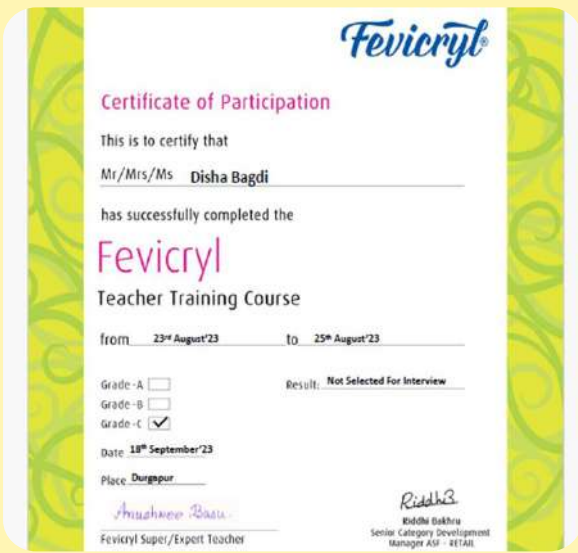 Fevicryl®
Certificate of Participation
This is to certify that
Mr/Mrs/Ms Disha Bagdi
has successfully completed the
Fevicryl
Teacher Training Course
from 23rd August'23 to 25th August'23
Grade-A Result: Not Selected For Interview
Grade-B
Grade-C ✓
Date 18th September'23
Place Durgapur
Anushree Basu
Riddhi B
Fevicryl Super/Expert Teacher
Riddhi Bakhru
Senior Category Development
Manager ASF - RETAIL